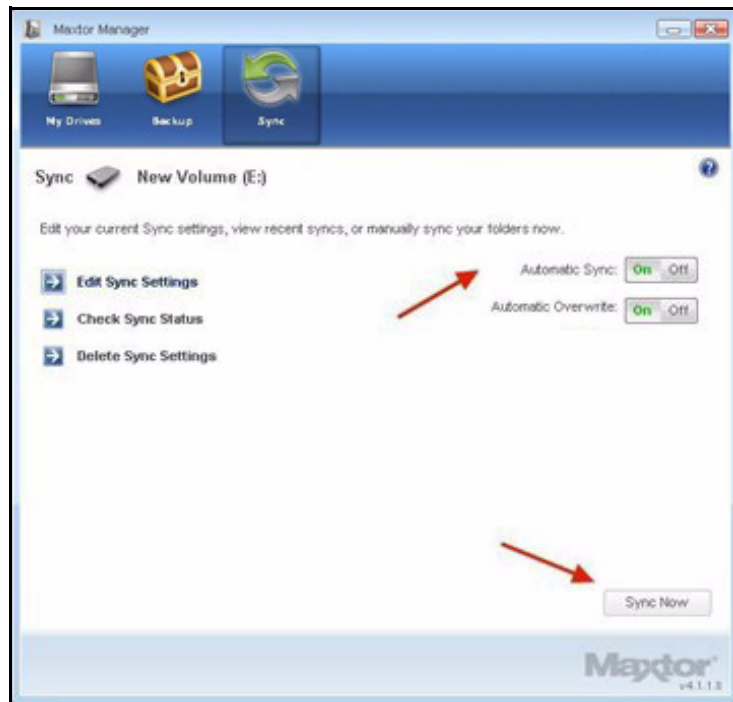 Maxtor Manager
My Drives Backup Sync
Sync New Volume (E:)
Edit your current Sync settings, view recent syncs, or manually sync your folders now.
Edit Sync Settings
Automatic Sync: On Off
Check Sync Status
Automatic Overwrite: On Off
Delete Sync Settings
Sync Now
Maxtor
v4.1.1.8